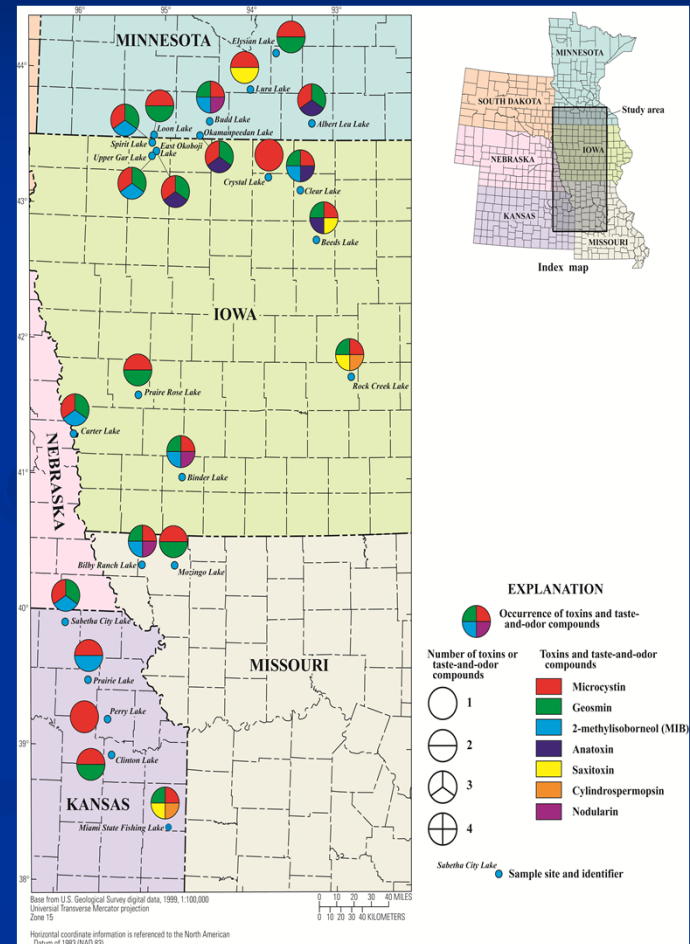 96°
95°
94°
93°
MINNESOTA
Elysian Lake
44°
Lura Lake
Budd Lake
Albert Lea Lake
Loon Lake
Okamanpeedan Lake
Spirit Lake
East Okoboji
Lake
Upper Gar Lake
Crystal Lake
Clear Lake
43°
Beeds Lake
IOWA
42°
Rock Creek Lake
Praire Rose Lake
Carter Lake
NEBRASKA
41°
Binder Lake
Bilby Ranch Lake
Mozingo Lake
40°
Sabetha City Lake
MISSOURI
Prairie Lake
Perry Lake
39°
Clinton Lake
KANSAS
Miami State Fishing Lake
38°
Base from U.S. Geological Survey digital data, 1999, 1:100,000
Universial Transverse Mercator projection
Zone 15
Horizontal coordinate information is referenced to the North American
Datum of 1983 (NAD 83)
0 10 20 30 40 MILES
0 10 20 30 40 KILOMETERS
MINNESOTA
SOUTH DAKOTA
Study area
IOWA
NEBRASKA
KANSAS
MISSOURI
Index map
EXPLANATION
Occurrence of toxins and taste-
and-odor compounds
Number of toxins or
taste-and-odor
compounds
1
2
3
4
Toxins and taste-and-odor
compounds
Microcystin
Geosmin
2-methylisoborneol (MIB)
Anatoxin
Saxitoxin
Cylindrospermopsin
Nodularin
Sabetha City Lake
Sample site and identifier